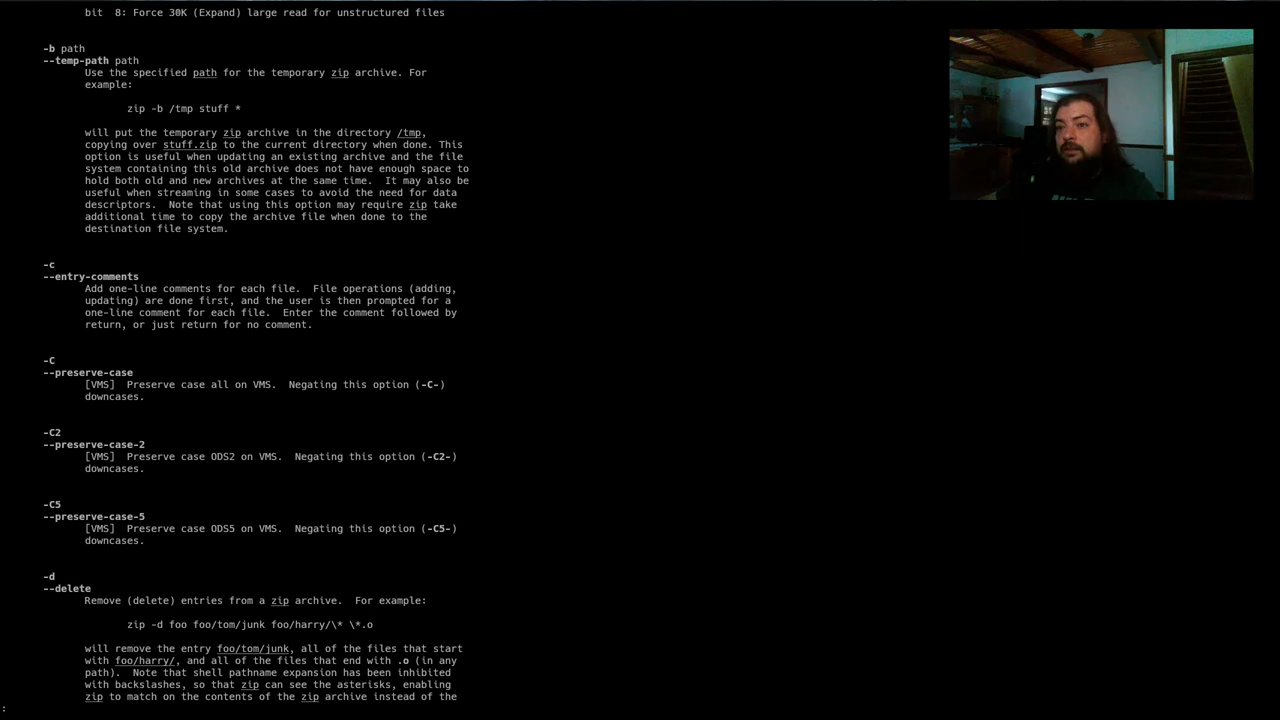 bit  8: Force 30K (Expand) large read for unstructured files
-b path
--temp-path path
Use the specified path for the temporary zip archive. For
example:
zip -b /tmp stuff *
will put the temporary zip archive in the directory /tmp,
copying over stuff.zip to the current directory when done. This
option is useful when updating an existing archive and the file
system containing this old archive does not have enough space to
hold both old and new archives at the same time.  It may also be
useful when streaming in some cases to avoid the need for data
descriptors.  Note that using this option may require zip take
additional time to copy the archive file when done to the
destination file system.
-c
--entry-comments
Add one-line comments for each file.  File operations (adding,
updating) are done first, and the user is then prompted for a
one-line comment for each file.  Enter the comment followed by
return, or just return for no comment.
-C
--preserve-case
[VMS]  Preserve case all on VMS.  Negating this option (-C-)
downcases.
-C2
--preserve-case-2
[VMS]  Preserve case ODS2 on VMS.  Negating this option (-C2-)
downcases.
-C5
--preserve-case-5
[VMS]  Preserve case ODS5 on VMS.  Negating this option (-C5-)
downcases.
-d
--delete
Remove (delete) entries from a zip archive.  For example:
zip -d foo foo/tom/junk foo/harry/\* \*.o
will remove the entry foo/tom/junk, all of the files that start
with foo/harry/, and all of the files that end with .o (in any
path).  Note that shell pathname expansion has been inhibited
with backslashes, so that zip can see the asterisks, enabling
zip to match on the contents of the zip archive instead of the
: